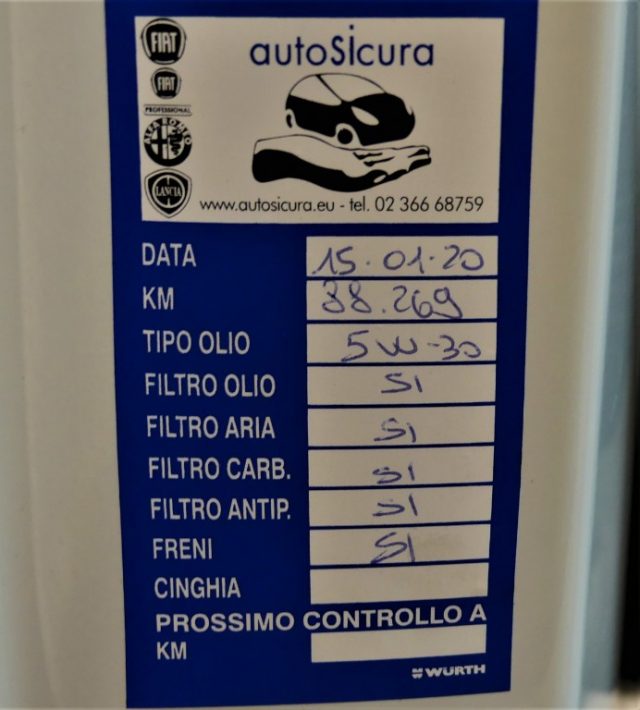 FIAT
autoSicura
FIAT
PROFESSIONAL
ALFA ROMEO
LANCIA
www.autosicura.eu - tel. 02 366 68759
DATA 15.01.20
KM 38.269
TIPO OLIO 5W-30
FILTRO OLIO SI
FILTRO ARIA SI
FILTRO CARB. SI
FILTRO ANTIP. SI
FRENI SI
CINGHIA
PROSSIMO CONTROLLO A
KM
WURTH